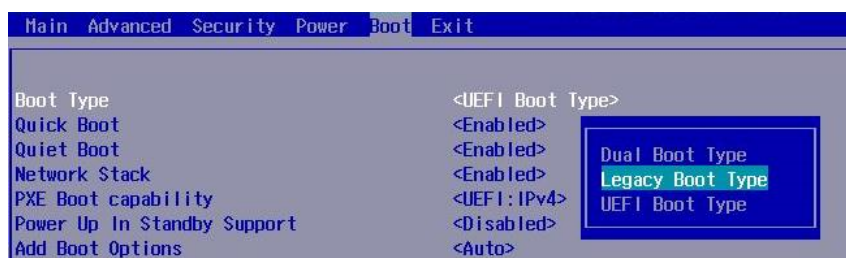 Main Advanced Security Power Boot Exit
Boot Type <UEFI Boot Type>
Quick Boot <Enabled>
Quiet Boot <Enabled>
Dual Boot Type
Network Stack <Enabled>
Legacy Boot Type
PXE Boot capability <UEFI:IPv4>
UEFI Boot Type
Power Up In Standby Support <Disabled>
Add Boot Options <Auto>